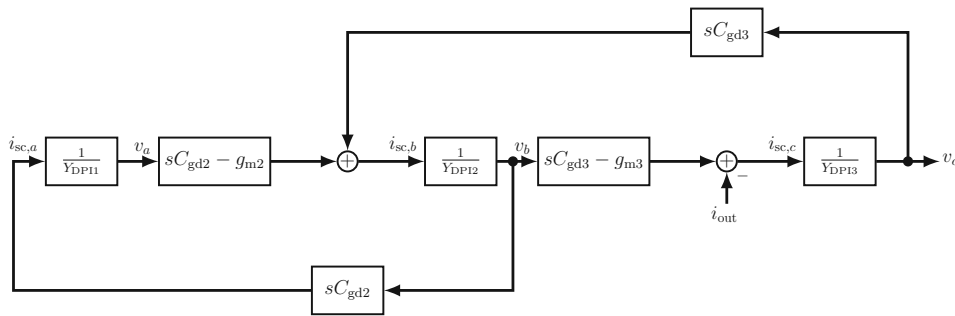 sC_gd3
i_sc,a
1/Y_DPI1
v_a
sC_gd2 − g_m2
+
i_sc,b
1/Y_DPI2
v_b
sC_gd3 − g_m3
+
−
i_out
i_sc,c
1/Y_DPI3
sC_gd2